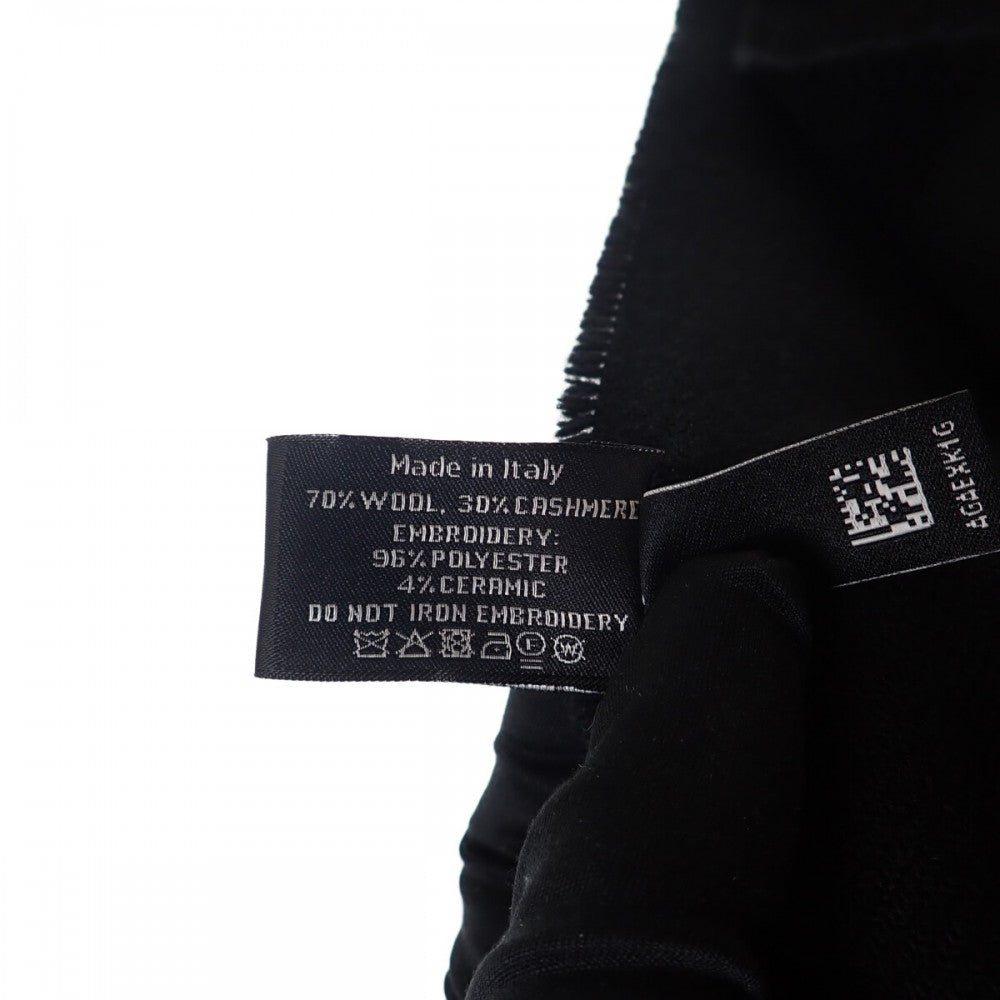 Made in Italy
70% WOOL, 30% CASHMERE
EMBROIDERY:
96% POLYESTER
4% CERAMIC
DO NOT IRON EMBROIDERY
F W
AGAEXK1G